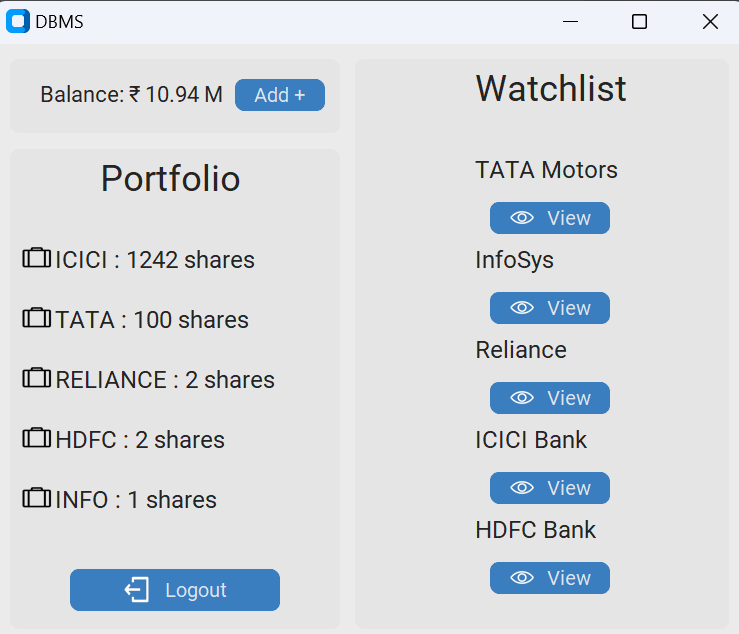 DBMS
Balance: ₹ 10.94 M
Add +
Portfolio
ICICI : 1242 shares
TATA : 100 shares
RELIANCE : 2 shares
HDFC : 2 shares
INFO : 1 shares
Logout
Watchlist
TATA Motors
View
InfoSys
View
Reliance
View
ICICI Bank
View
HDFC Bank
View